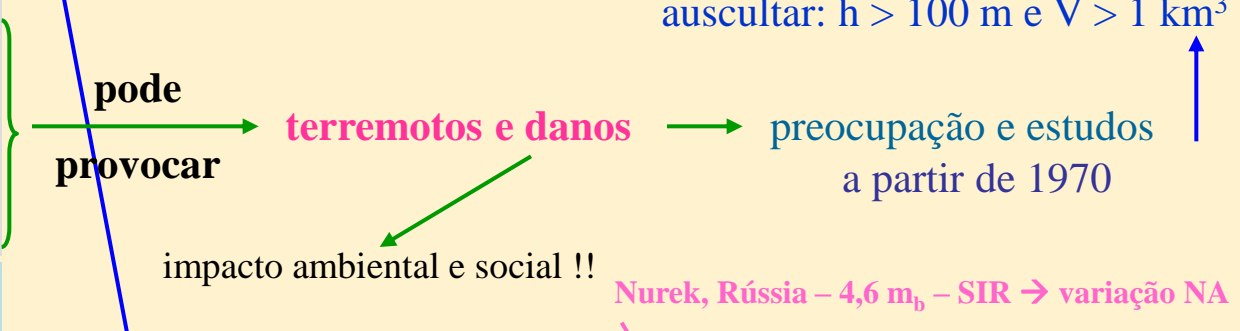 auscultar: h > 100 m e V > 1 km³
pode
provocar
terremotos e danos
preocupação e estudos
a partir de 1970
impacto ambiental e social !!
Nurek, Rússia – 4,6 m_b – SIR → variação NA